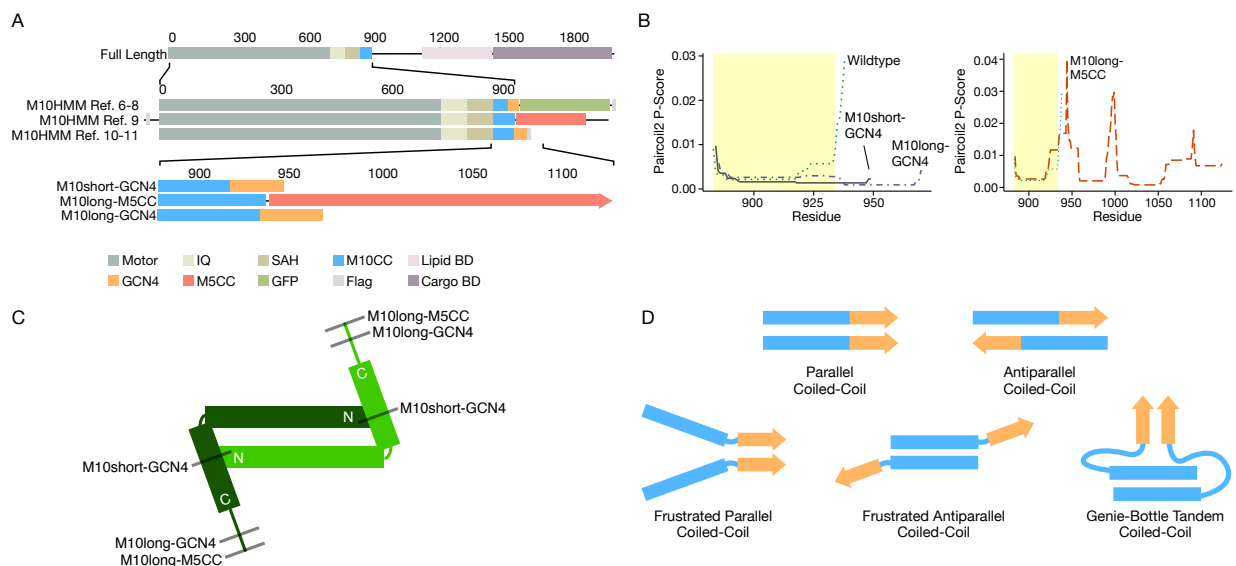 A
0 300 600 900 1200 1500 1800
Full Length
0 300 600 900
M10HMM Ref. 6-8
M10HMM Ref. 9
M10HMM Ref. 10-11
900 950 1000 1050 1100
M10short-GCN4
M10long-M5CC
M10long-GCN4
Motor IQ SAH M10CC Lipid BD
GCN4 M5CC GFP Flag Cargo BD
B
Paircoil2 P-Score
0.03
0.02
0.01
0.00
900 950
Residue
Wildtype
M10short-
GCN4
M10long-
GCN4
Paircoil2 P-Score
0.04
0.03
0.02
0.01
0.00
900 950 1000 1050 1100
Residue
M10long-
M5CC
C
M10long-M5CC
M10long-GCN4
C
M10short-GCN4
N
M10short-GCN4
N
C
M10long-GCN4
M10long-M5CC
D
Parallel
Coiled-Coil
Antiparallel
Coiled-Coil
Frustrated Parallel
Coiled-Coil
Frustrated Antiparallel
Coiled-Coil
Genie-Bottle Tandem
Coiled-Coil